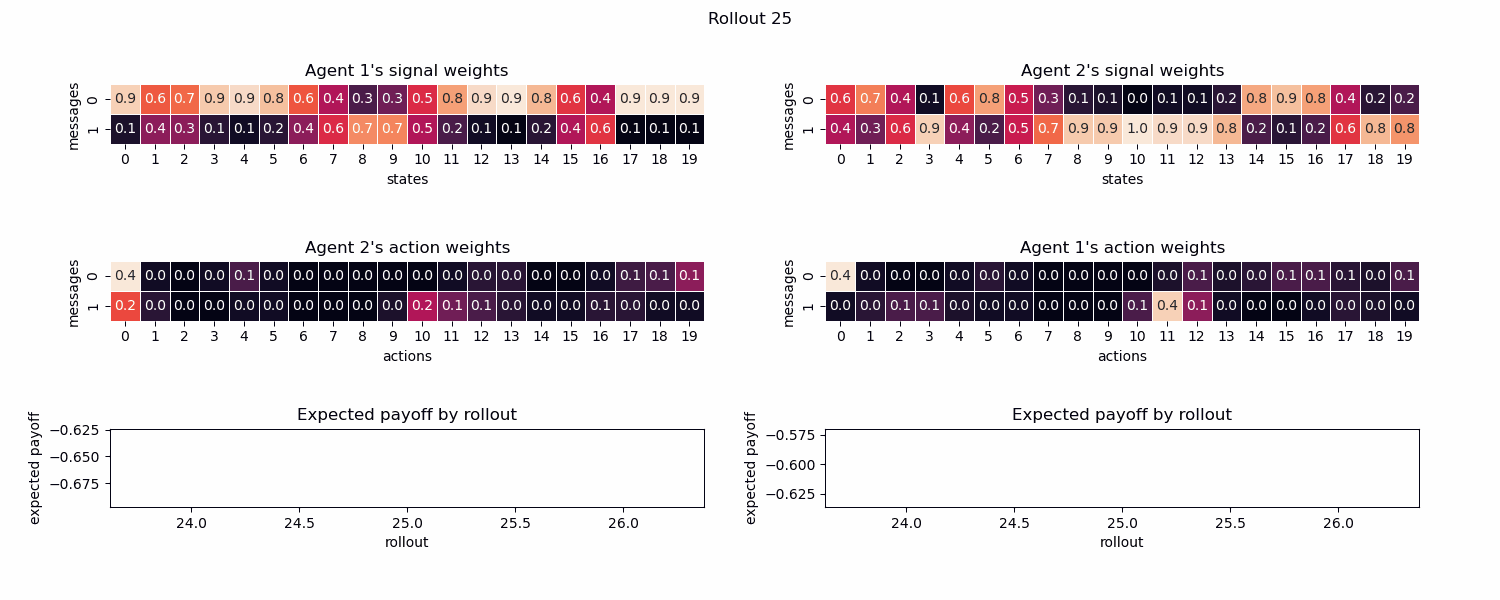 Rollout 25
Agent 1's signal weights
messages
0 0.9 0.6 0.7 0.9 0.9 0.8 0.6 0.4 0.3 0.3 0.5 0.8 0.9 0.9 0.8 0.6 0.4 0.9 0.9 0.9
1 0.1 0.4 0.3 0.1 0.1 0.2 0.4 0.6 0.7 0.7 0.5 0.2 0.1 0.1 0.2 0.4 0.6 0.1 0.1 0.1
0 1 2 3 4 5 6 7 8 9 10 11 12 13 14 15 16 17 18 19
states
Agent 2's signal weights
messages
0 0.6 0.7 0.4 0.1 0.6 0.8 0.5 0.3 0.1 0.1 0.0 0.1 0.1 0.2 0.8 0.9 0.8 0.4 0.2 0.2
1 0.4 0.3 0.6 0.9 0.4 0.2 0.5 0.7 0.9 0.9 1.0 0.9 0.9 0.8 0.2 0.1 0.2 0.6 0.8 0.8
0 1 2 3 4 5 6 7 8 9 10 11 12 13 14 15 16 17 18 19
states
Agent 2's action weights
messages
0 0.4 0.0 0.0 0.0 0.1 0.0 0.0 0.0 0.0 0.0 0.0 0.0 0.0 0.0 0.0 0.0 0.0 0.1 0.1 0.1
1 0.2 0.0 0.0 0.0 0.0 0.0 0.0 0.0 0.0 0.0 0.2 0.1 0.1 0.0 0.0 0.0 0.1 0.0 0.0 0.0
0 1 2 3 4 5 6 7 8 9 10 11 12 13 14 15 16 17 18 19
actions
Agent 1's action weights
messages
0 0.4 0.0 0.0 0.0 0.0 0.0 0.0 0.0 0.0 0.0 0.0 0.0 0.1 0.0 0.0 0.1 0.1 0.1 0.0 0.1
1 0.0 0.0 0.1 0.1 0.0 0.0 0.0 0.0 0.0 0.0 0.1 0.4 0.1 0.0 0.0 0.0 0.0 0.0 0.0 0.0
0 1 2 3 4 5 6 7 8 9 10 11 12 13 14 15 16 17 18 19
actions
Expected payoff by rollout
expected payoff
−0.625
−0.650
−0.675
24.0 24.5 25.0 25.5 26.0
rollout
Expected payoff by rollout
expected payoff
−0.575
−0.600
−0.625
24.0 24.5 25.0 25.5 26.0
rollout